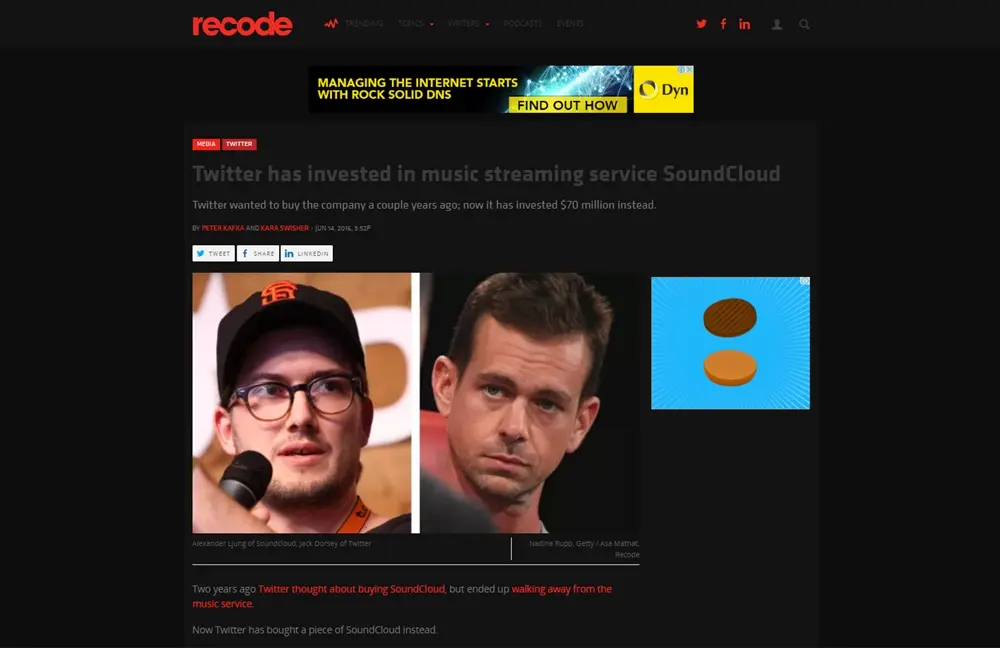 recode
TRENDING TOPICS WRITERS PODCASTS EVENTS
MANAGING THE INTERNET STARTS
WITH ROCK SOLID DNS
FIND OUT HOW
Dyn
MEDIA TWITTER
Twitter has invested in music streaming service SoundCloud
Twitter wanted to buy the company a couple years ago; now it has invested $70 million instead.
BY PETER KAFKA AND KARA SWISHER · JUN 14, 2016, 3:52P
TWEET SHARE LINKEDIN
SF
Alexander Ljung of Soundcloud, Jack Dorsey of Twitter
Nadine Rupp, Getty / Asa Mathat,
Recode
Two years ago Twitter thought about buying SoundCloud, but ended up walking away from the
music service.
Now Twitter has bought a piece of SoundCloud instead.